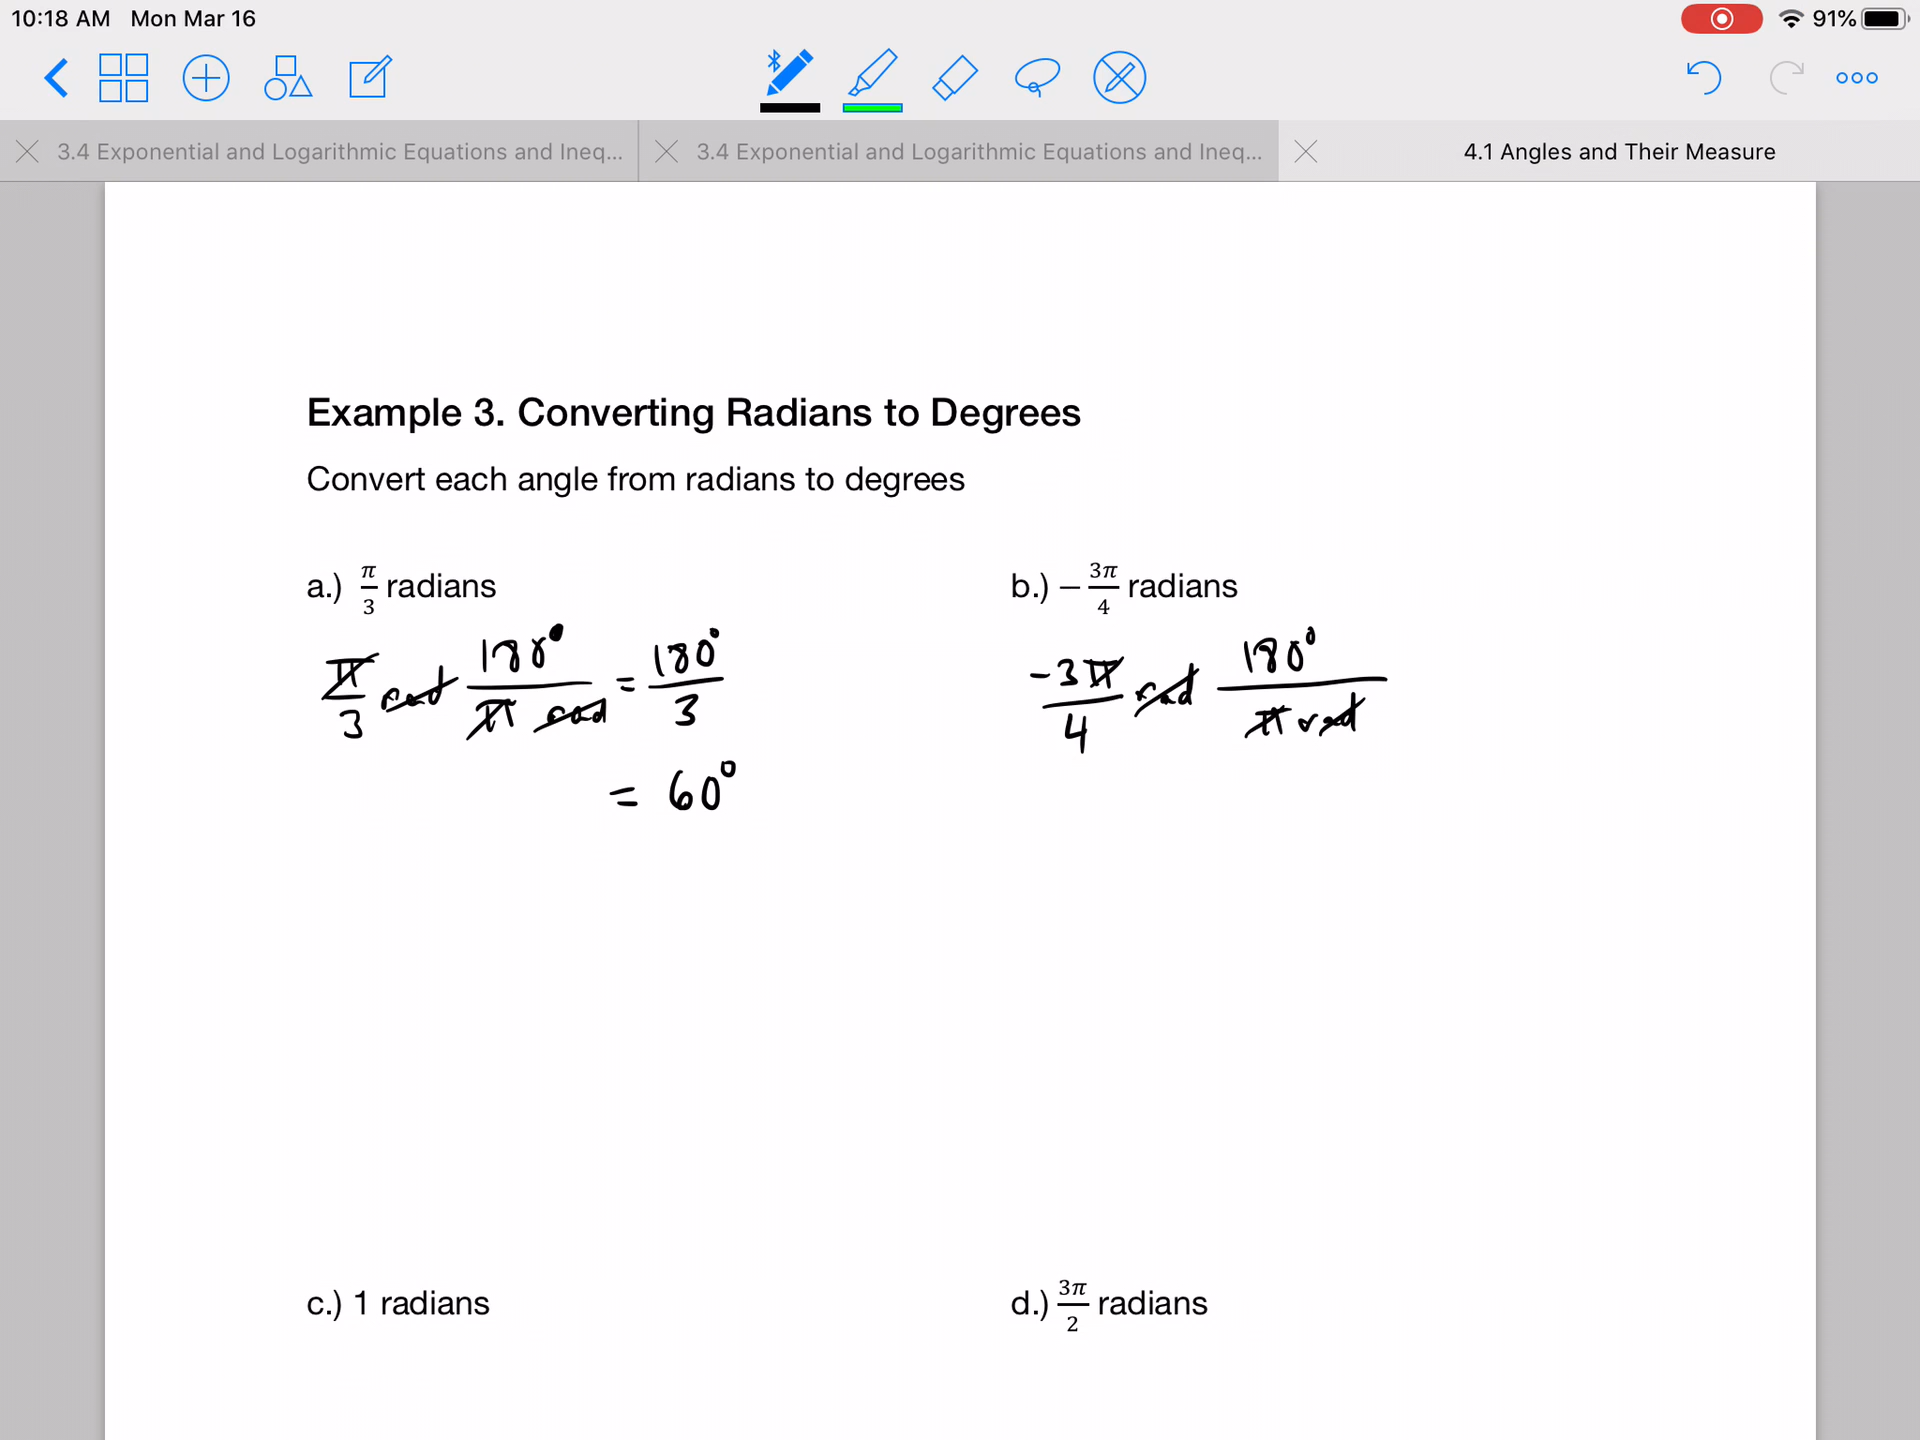 10:18 AM Mon Mar 16 91%
3.4 Exponential and Logarithmic Equations and Ineq... 3.4 Exponential and Logarithmic Equations and Ineq... 4.1 Angles and Their Measure
Example 3. Converting Radians to Degrees
Convert each angle from radians to degrees
a.) π/3 radians
π/3 rad 180°/π rad = 180°/3
= 60°
b.) −3π/4 radians
-3π/4 rad 180°/π rad
c.) 1 radians
d.) 3π/2 radians